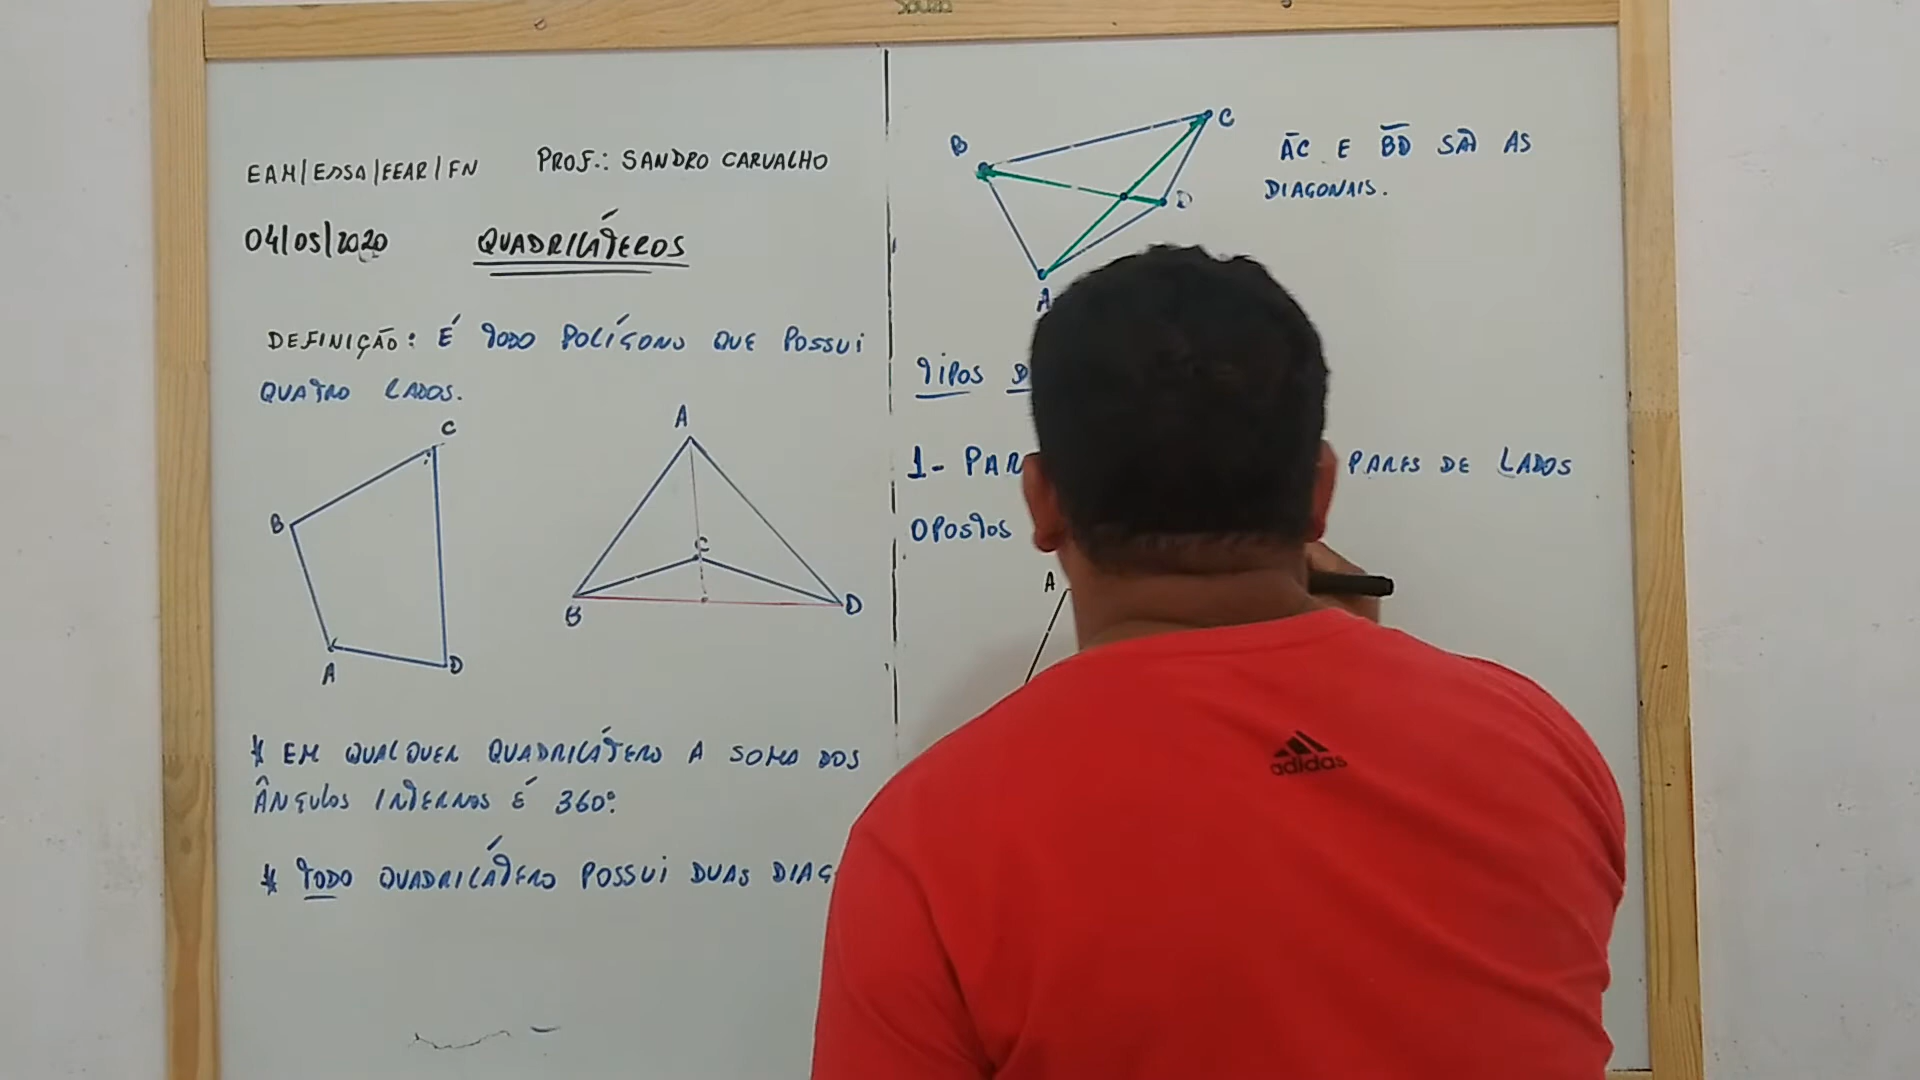 EAM/ESSA/EEAR/FN PROF.: SANDRO CARVALHO
04/05/2020 QUADRILÁTEROS
DEFINIÇÃO: É TODO POLÍGONO QUE POSSUI
QUATRO LADOS.
C
B
A
D
A
C
B
D
* EM QUALQUER QUADRILÁTERO A SOMA DOS
ÂNGULOS INTERNOS É 360°.
* TODO QUADRILÁTERO POSSUI DUAS DIAG
B
C
D
A
AC E BD SÃO AS
DIAGONAIS.
TIPOS D
1- PAR PARES DE LADOS
OPOSTOS
A
adidas